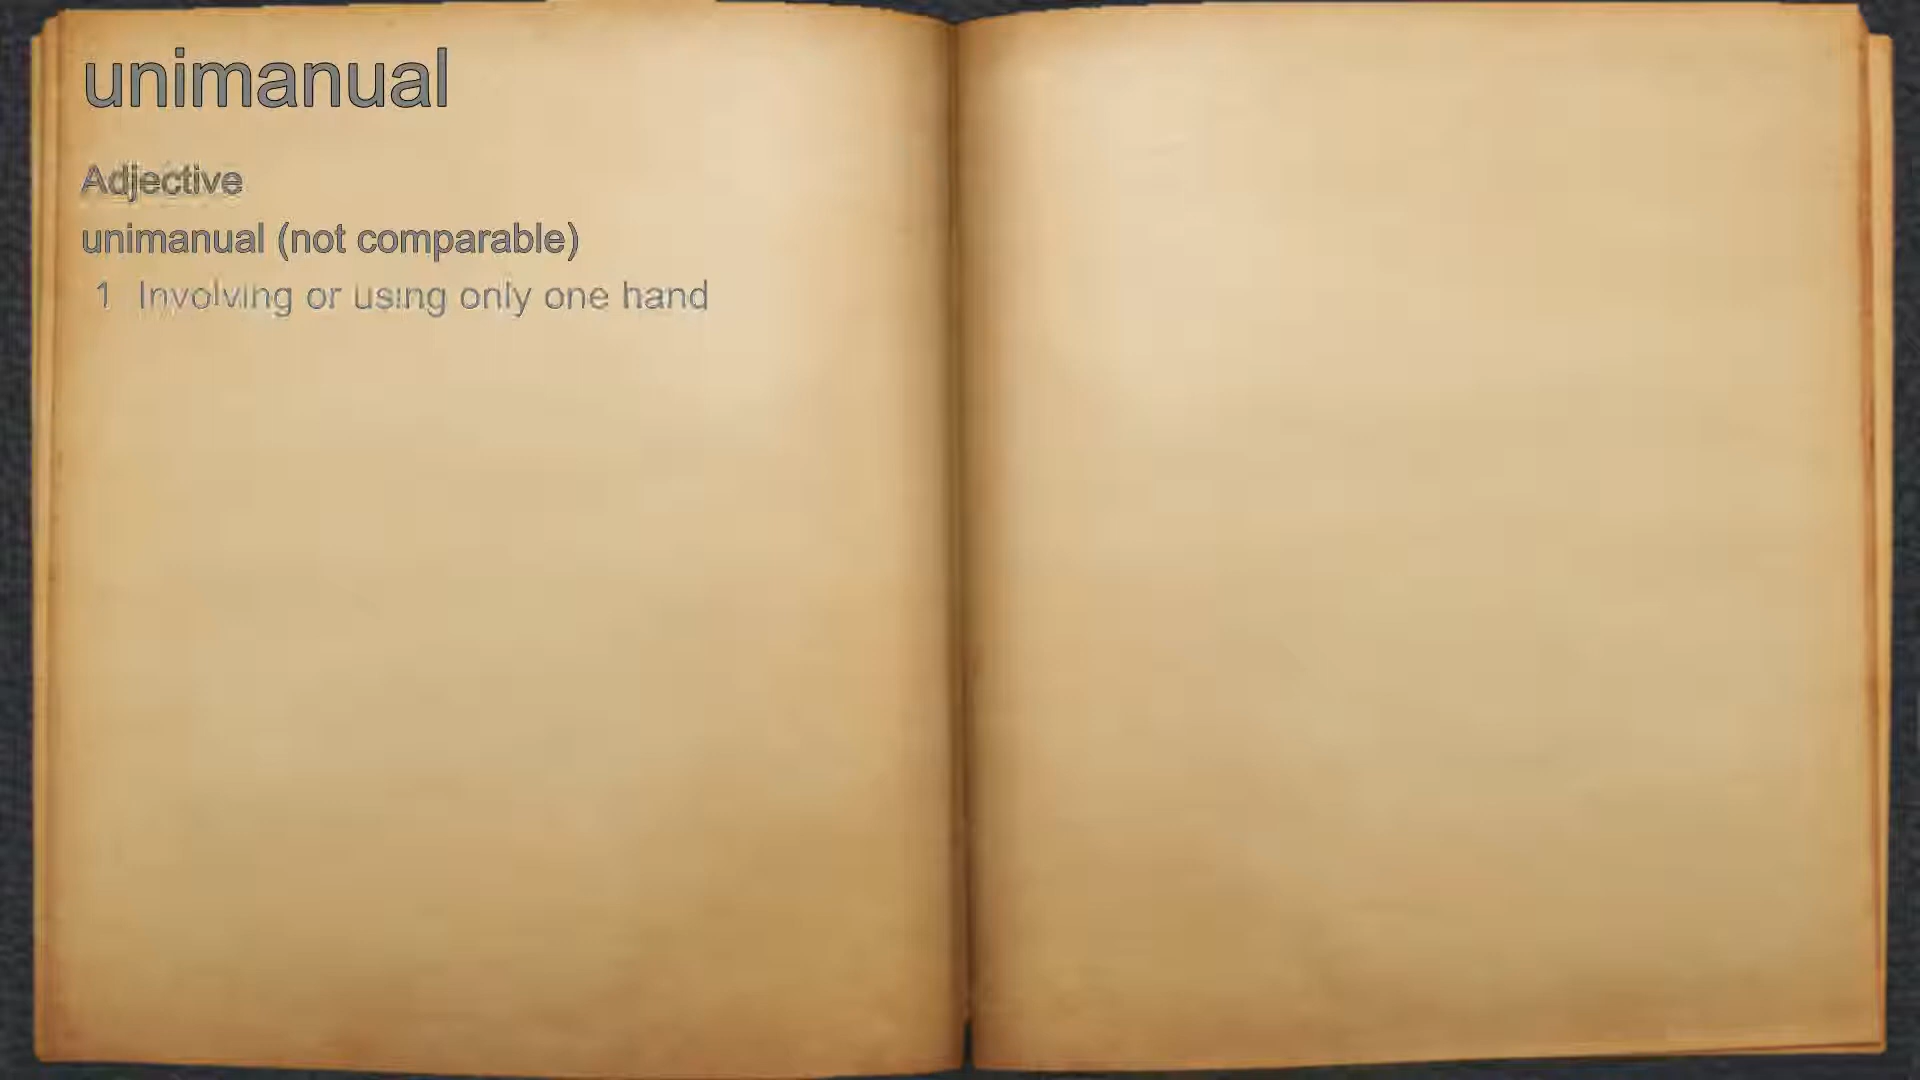 unimanual
Adjective
unimanual (not comparable)
1 Involving or using only one hand